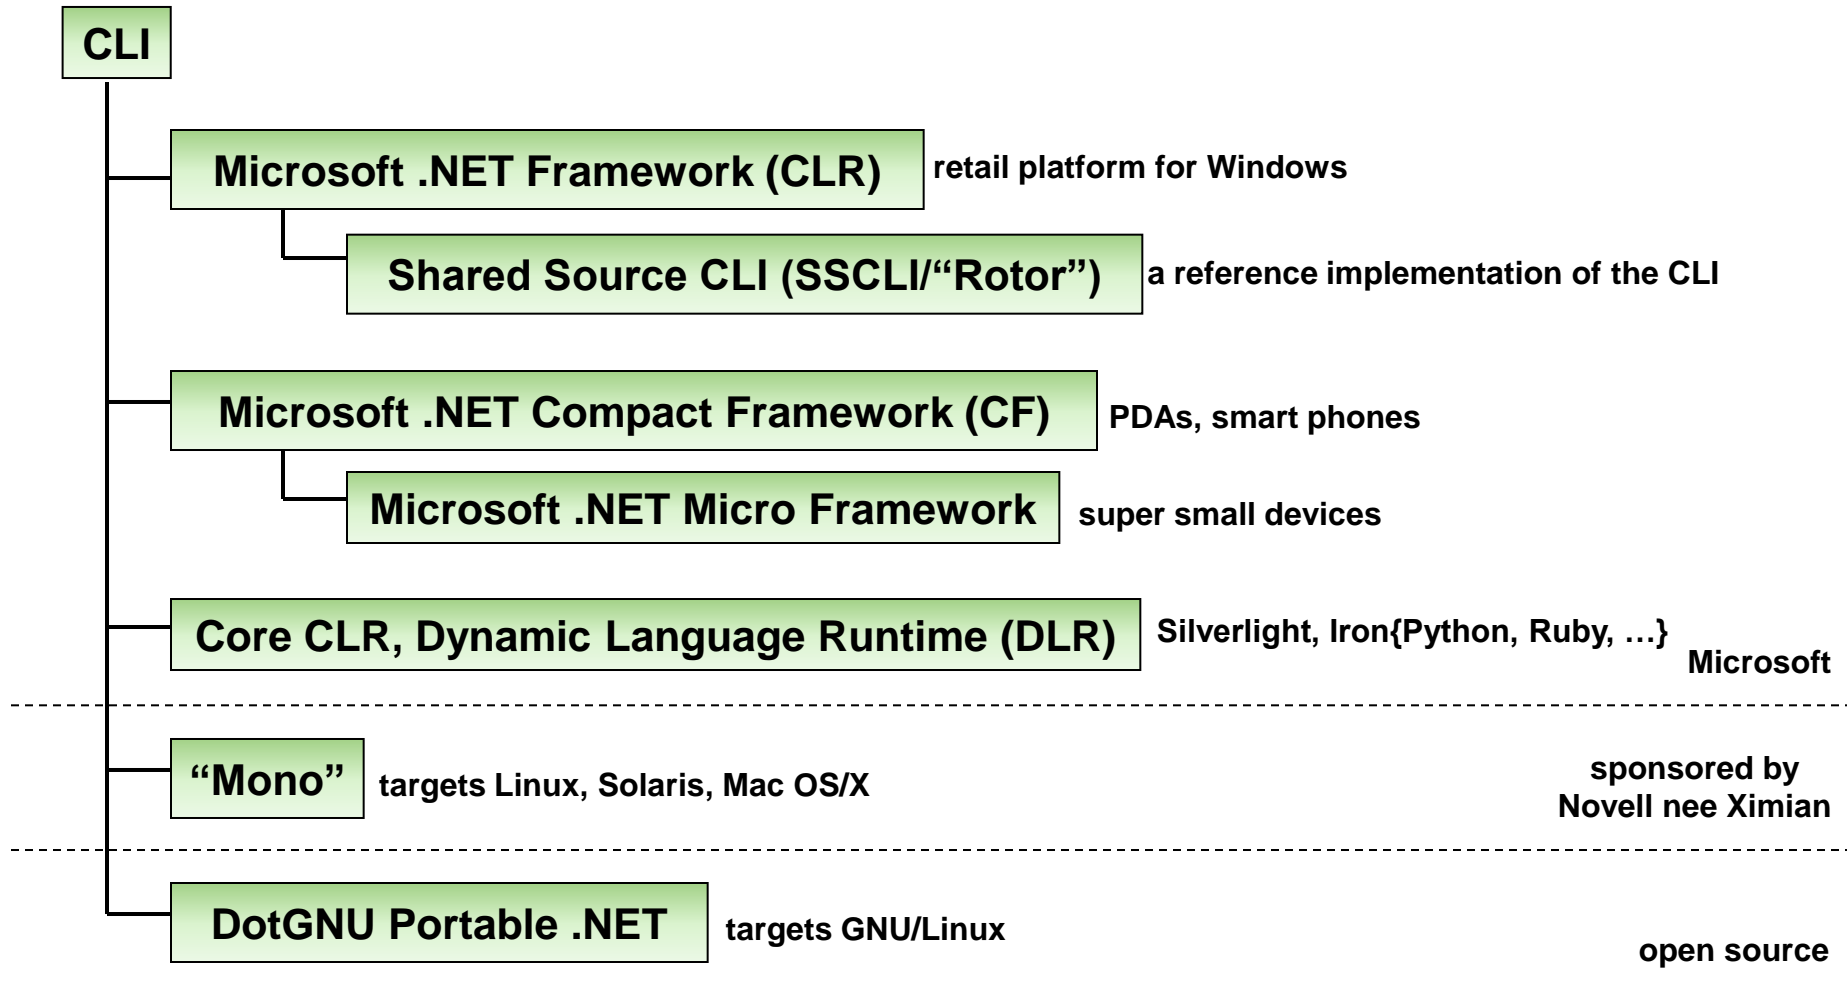 CLI
Microsoft .NET Framework (CLR)
retail platform for Windows
Shared Source CLI (SSCLI/“Rotor”)
a reference implementation of the CLI
Microsoft .NET Compact Framework (CF)
PDAs, smart phones
Microsoft .NET Micro Framework
super small devices
Core CLR, Dynamic Language Runtime (DLR)
Silverlight, Iron{Python, Ruby, …}
Microsoft
“Mono”
targets Linux, Solaris, Mac OS/X
sponsored by
Novell nee Ximian
DotGNU Portable .NET
targets GNU/Linux
open source